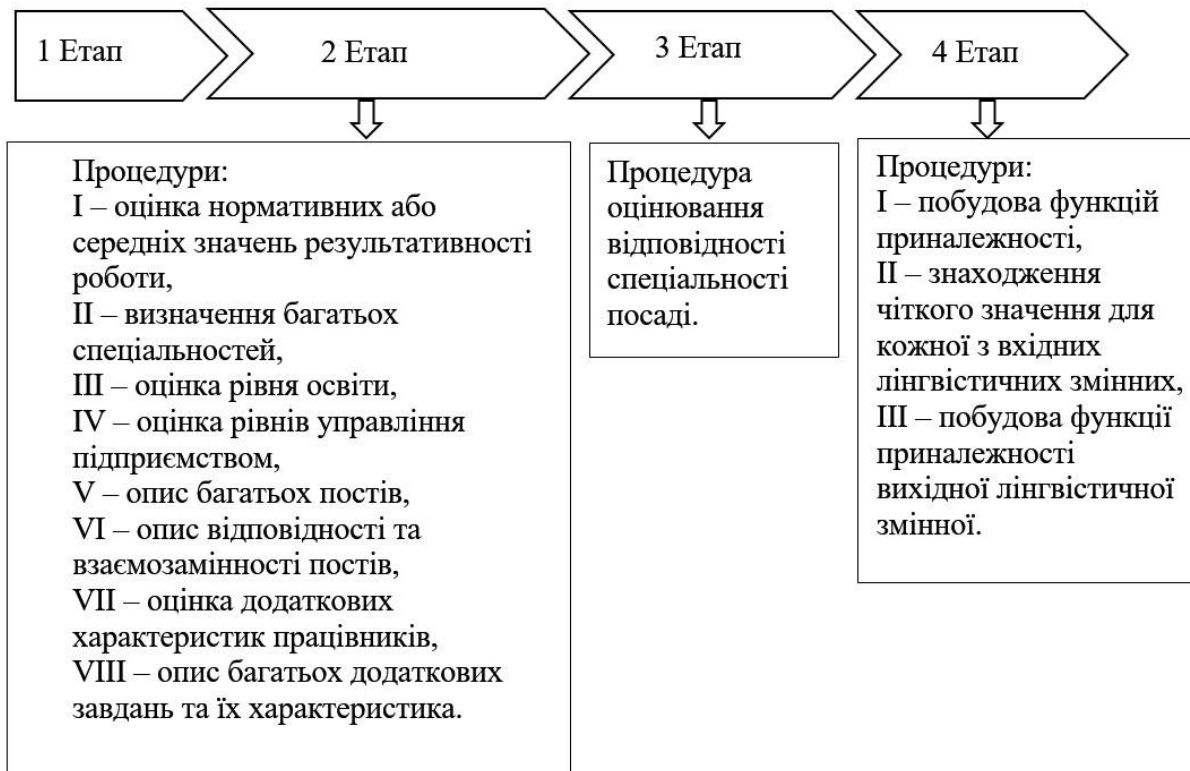 1 Етап
2 Етап
3 Етап
4 Етап
Процедури:
I – оцінка нормативних або
середніх значень результативності
роботи,
II – визначення багатьох
спеціальностей,
III – оцінка рівня освіти,
IV – оцінка рівнів управління
підприємством,
V – опис багатьох постів,
VI – опис відповідності та
взаємозамінності постів,
VII – оцінка додаткових
характеристик працівників,
VIII – опис багатьох додаткових
завдань та їх характеристика.
Процедура
оцінювання
відповідності
спеціальності
посаді.
Процедури:
I – побудова функцій
приналежності,
II – знаходження
чіткого значення для
кожної з вхідних
лінгвістичних змінних,
III – побудова функції
приналежності
вихідної лінгвістичної
змінної.